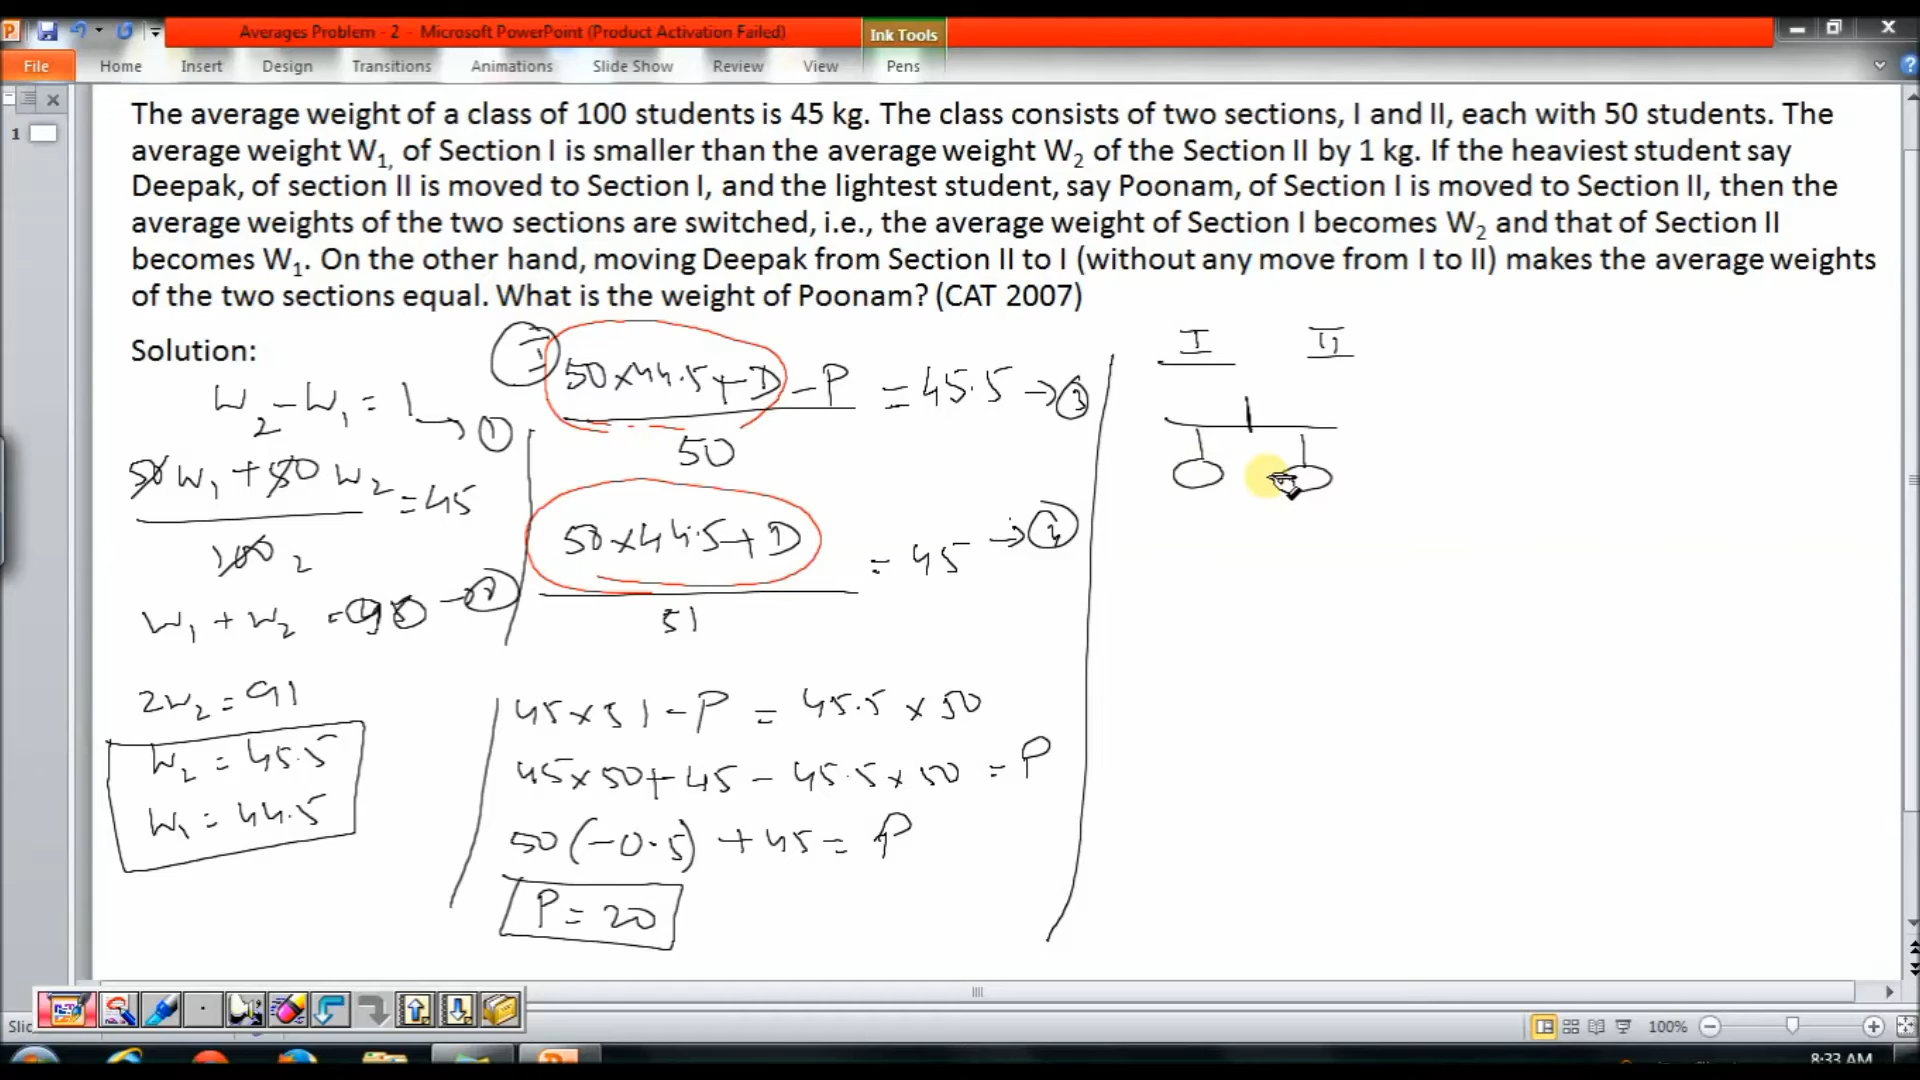 Averages Problem - 2 - Microsoft PowerPoint (Product Activation Failed)
Ink Tools
File Home Insert Design Transitions Animations Slide Show Review View Pens
1
The average weight of a class of 100 students is 45 kg. The class consists of two sections, I and II, each with 50 students. The
average weight W₁, of Section I is smaller than the average weight W₂ of the Section II by 1 kg. If the heaviest student say
Deepak, of section II is moved to Section I, and the lightest student, say Poonam, of Section I is moved to Section II, then the
average weights of the two sections are switched, i.e., the average weight of Section I becomes W₂ and that of Section II
becomes W₁. On the other hand, moving Deepak from Section II to I (without any move from I to II) makes the average weights
of the two sections equal. What is the weight of Poonam? (CAT 2007)
Solution:
W₂ - W₁ = 1 → ①
50W₁ + 50W₂ = 45
100 2
W₁ + W₂ = 90 → ②
2W₂ = 91
W₂ = 45.5
W₁ = 44.5
I
50×44.5+D - P = 45.5 → ③
50
50×44.5+D = 45 → ④
51
45×51 - P = 45.5 × 50
45×50+45 - 45.5×50 = P
50(-0.5) + 45 = P
P = 20
I II
100%
8:33 AM